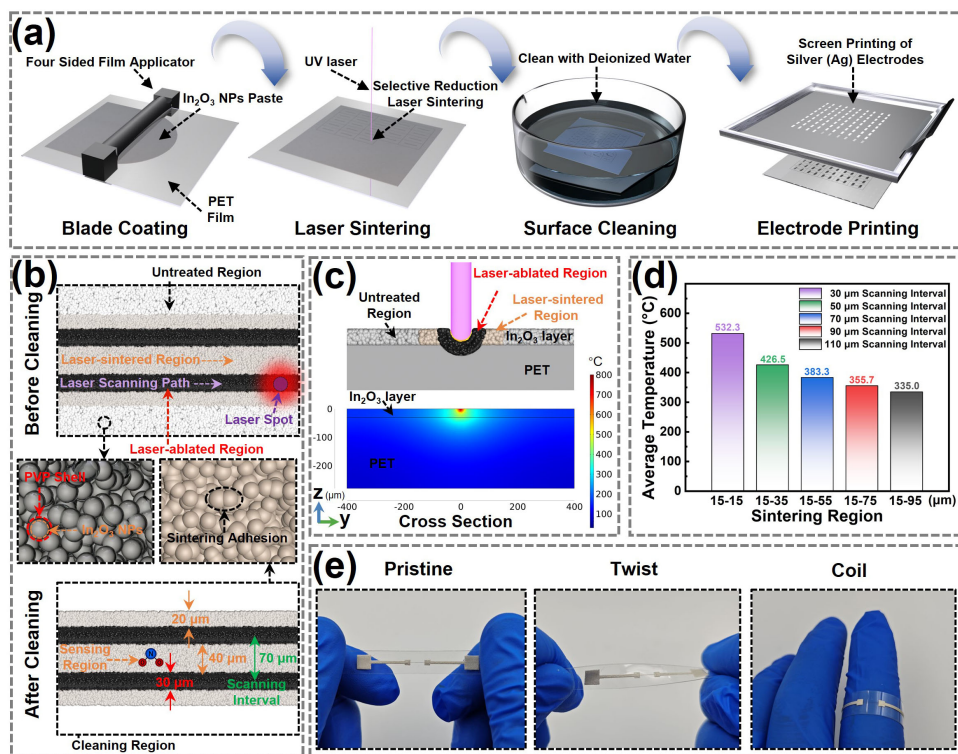 (a)
Four Sided Film Applicator
In₂O₃ NPs Paste
PET
Film
Blade Coating
UV laser
Selective Reduction
Laser Sintering
Laser Sintering
Clean with Deionized Water
Surface Cleaning
Screen Printing of
Silver (Ag) Electrodes
Electrode Printing
(b)
Before Cleaning
Untreated Region
Laser-sintered Region
Laser Scanning Path
Laser Spot
Laser-ablated Region
PVP Shell
In₂O₃ NPs
Sintering Adhesion
After Cleaning
20 μm
Sensing
Region
N
40 μm
70 μm
30 μm
Scanning
Interval
Cleaning Region
(c)
Laser-ablated Region
Untreated
Region
Laser-sintered
Region
In₂O₃ layer
PET
°C
800
700
600
500
400
300
200
100
In₂O₃ layer
0
-100
-200
PET
z (μm)
y
-400 -200 0 200 400
Cross Section
(d)
Average Temperature (°C)
600
500
400
300
200
100
0
30 μm Scanning Interval
50 μm Scanning Interval
70 μm Scanning Interval
90 μm Scanning Interval
110 μm Scanning Interval
532.3
426.5
383.3
355.7
335.0
15-15 15-35 15-55 15-75 15-95 (μm)
Sintering Region
(e)
Pristine
Twist
Coil